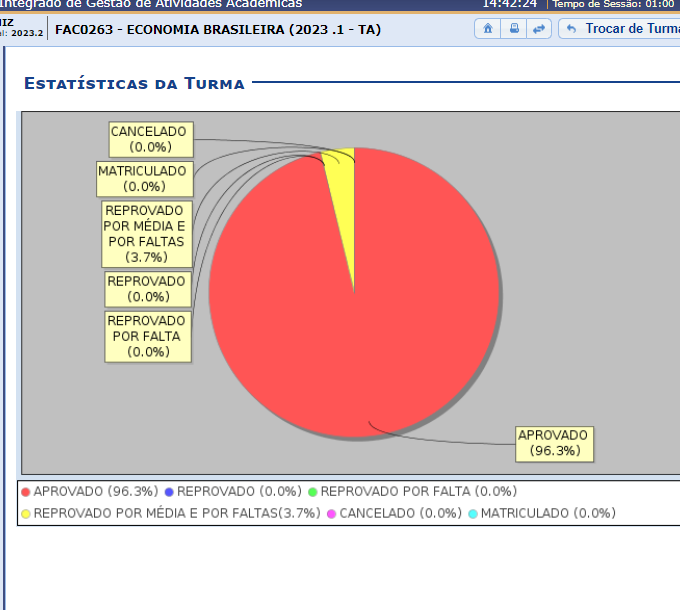 Integrado de Gestão de Atividades Acadêmicas 14:42:24 Tempo de Sessão: 01:00
IZ
al: 2023.2
FAC0263 - ECONOMIA BRASILEIRA (2023 .1 - TA)
Trocar de Turma
ESTATÍSTICAS DA TURMA
CANCELADO
(0.0%)
MATRICULADO
(0.0%)
REPROVADO
POR MÉDIA E
POR FALTAS
(3.7%)
REPROVADO
(0.0%)
REPROVADO
POR FALTA
(0.0%)
APROVADO
(96.3%)
APROVADO (96.3%) REPROVADO (0.0%) REPROVADO POR FALTA (0.0%)
REPROVADO POR MÉDIA E POR FALTAS(3.7%) CANCELADO (0.0%) MATRICULADO (0.0%)